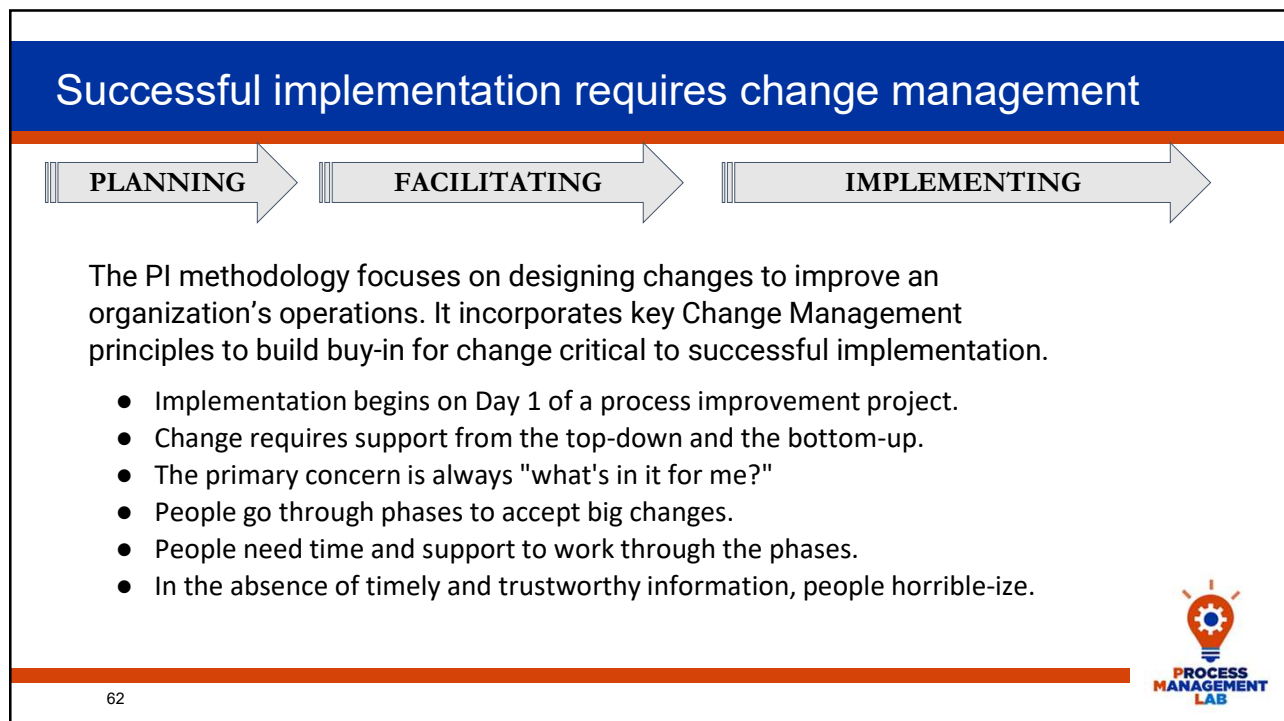 Successful implementation requires change management
PLANNING
FACILITATING
IMPLEMENTING
The PI methodology focuses on designing changes to improve an
organization’s operations. It incorporates key Change Management
principles to build buy-in for change critical to successful implementation.
● Implementation begins on Day 1 of a process improvement project.
● Change requires support from the top-down and the bottom-up.
● The primary concern is always "what's in it for me?"
● People go through phases to accept big changes.
● People need time and support to work through the phases.
● In the absence of timely and trustworthy information, people horrible-ize.
PROCESS
MANAGEMENT
LAB
62